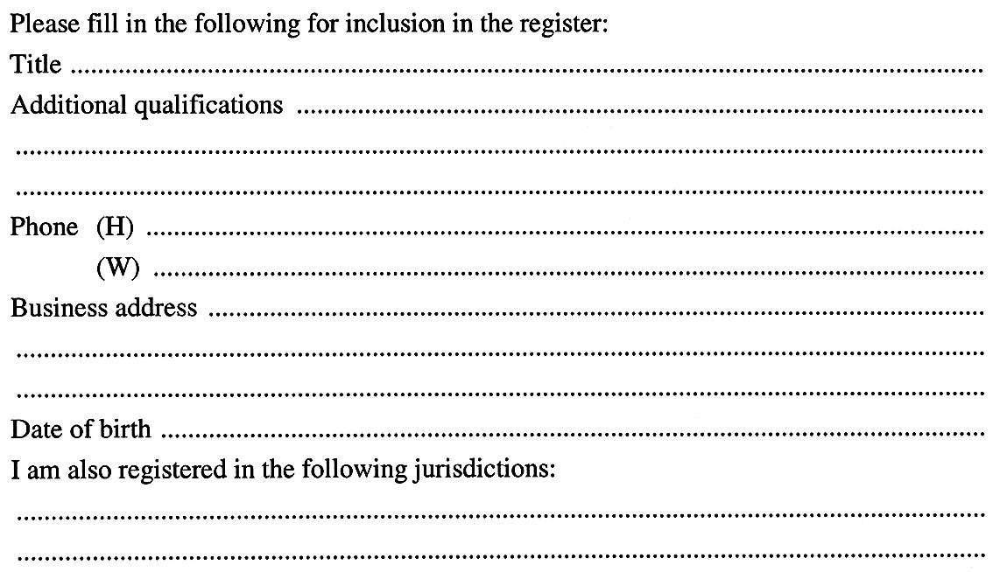 Please fill in the following for inclusion in the register:
Title ........................................................................................................................
Additional qualifications ........................................................................................................................
........................................................................................................................
........................................................................................................................
Phone (H) ........................................................................................................................
(W) ........................................................................................................................
Business address ........................................................................................................................
........................................................................................................................
........................................................................................................................
Date of birth ........................................................................................................................
I am also registered in the following jurisdictions:
........................................................................................................................
........................................................................................................................